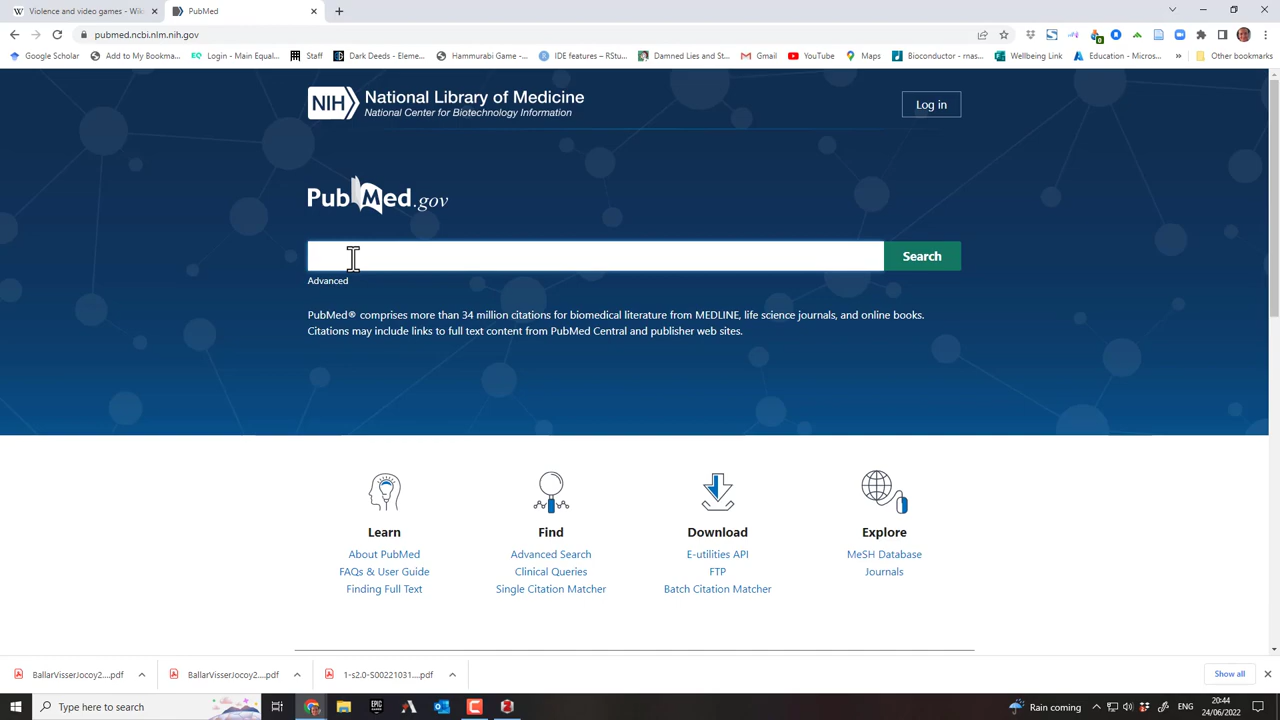 Violence and video games - Wiki
PubMed
pubmed.ncbi.nlm.nih.gov
Google Scholar
Add to My Bookma...
Login - Main Equal...
Staff
Dark Deeds - Eleme...
Hammurabi Game -...
IDE features – RStu...
Damned Lies and St...
Gmail
YouTube
Maps
Bioconductor - rnas...
Wellbeing Link
Education - Micros...
»
Other bookmarks
NIH National Library of Medicine
National Center for Biotechnology Information
Log in
PubMed.gov
Search
Advanced
PubMed® comprises more than 34 million citations for biomedical literature from MEDLINE, life science journals, and online books.
Citations may include links to full text content from PubMed Central and publisher web sites.
Learn
About PubMed
FAQs & User Guide
Finding Full Text
Find
Advanced Search
Clinical Queries
Single Citation Matcher
Download
E-utilities API
FTP
Batch Citation Matcher
Explore
MeSH Database
Journals
BallarVisserJocoy2....pdf
BallarVisserJocoy2....pdf
1-s2.0-S00221031....pdf
Show all
Type here to search
EPIC
Rain coming
ENG
20:44
24/06/2022